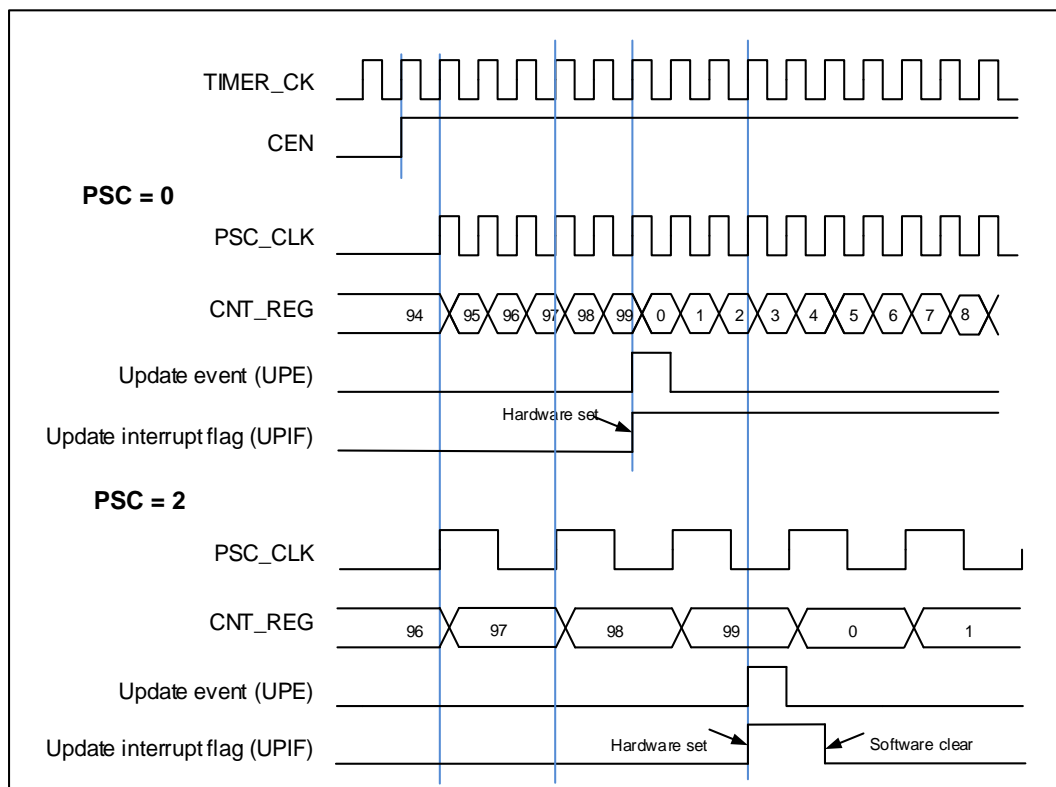 TIMER_CK
CEN
PSC = 0
PSC_CLK
CNT_REG 94 95 96 97 98 99 0 1 2 3 4 5 6 7 8
Update event (UPE)
Hardware set
Update interrupt flag (UPIF)
PSC = 2
PSC_CLK
CNT_REG 96 97 98 99 0 1
Update event (UPE)
Update interrupt flag (UPIF) Hardware set Software clear